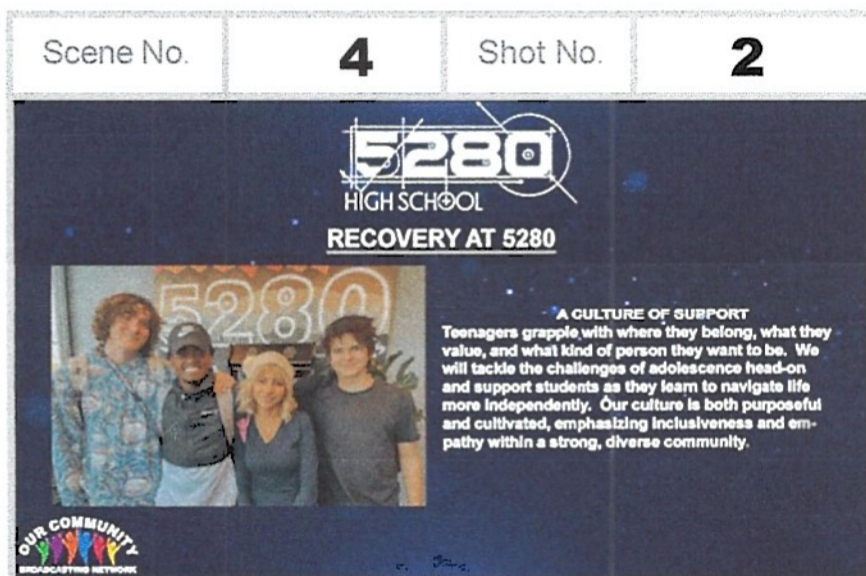 Scene No. 4 Shot No. 2
5280
HIGH SCHOOL
RECOVERY AT 5280
5280
A CULTURE OF SUPPORT
Teenagers grapple with where they belong, what they
value, and what kind of person they want to be. We
will tackle the challenges of adolescence head-on
and support students as they learn to navigate life
more independently. Our culture is both purposeful
and cultivated, emphasizing inclusiveness and em-
pathy within a strong, diverse community.
OUR COMMUNITY
BROADCASTING NETWORK